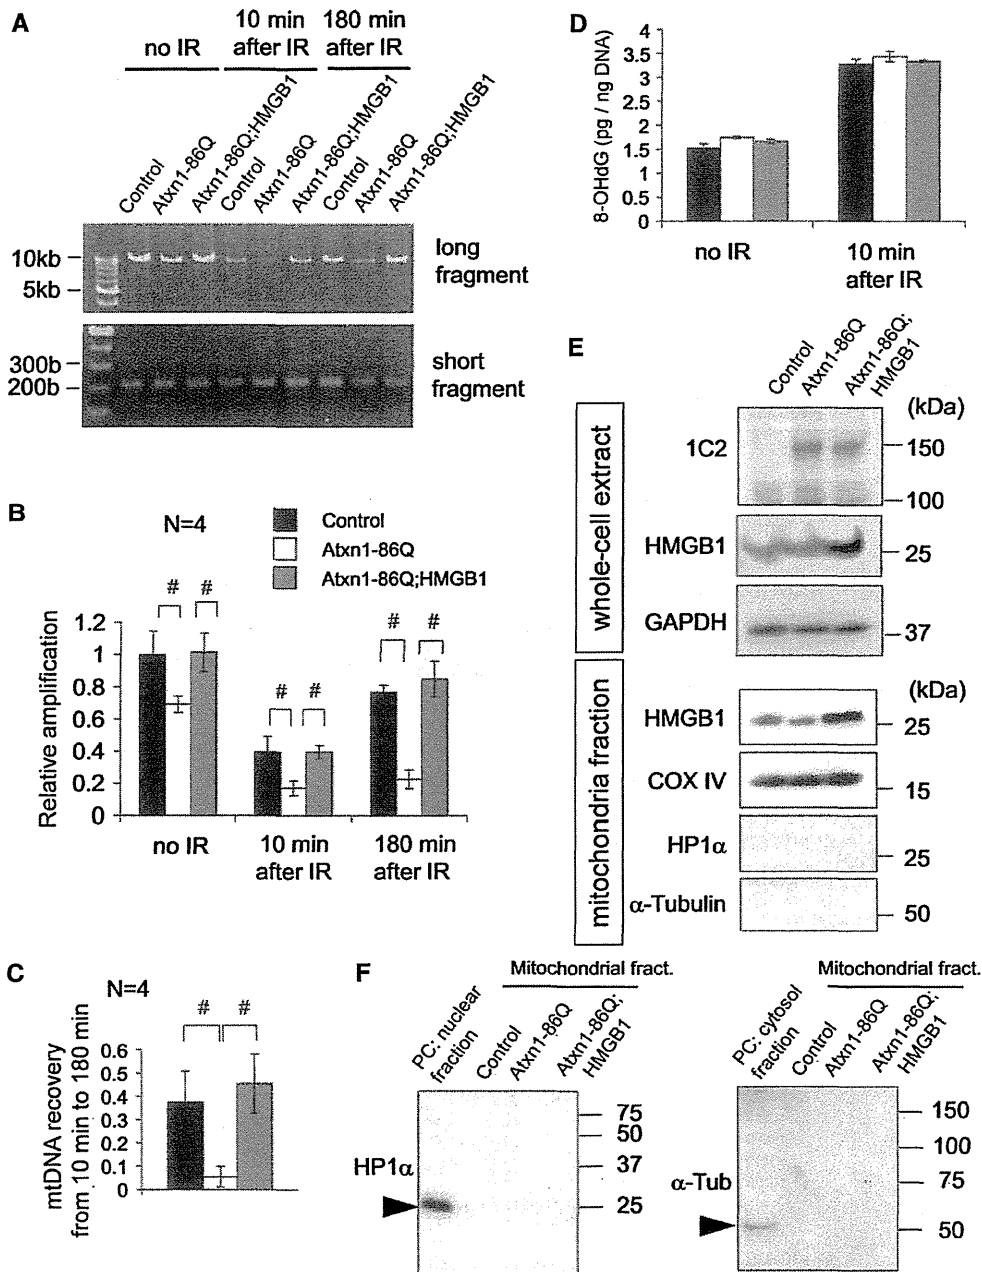 A
no IR
10 min
after IR
180 min
after IR
Control
Atxn1-86Q
Atxn1-86Q;HMGB1
Control
Atxn1-86Q
Atxn1-86Q;HMGB1
Control
Atxn1-86Q
Atxn1-86Q;HMGB1
10kb
5kb
long
fragment
300b
200b
short
fragment
B
N=4
Control
Atxn1-86Q
Atxn1-86Q;HMGB1
# # # # # #
Relative amplification
1.2
1
0.8
0.6
0.4
0.2
0
no IR
10 min
after IR
180 min
after IR
C
N=4
# #
mtDNA recovery
from 10 min to 180 min
0.6
0.5
0.4
0.3
0.2
0.1
0
D
8-OHdG (pg / ng DNA)
4
3.5
3
2.5
2
1.5
1
0.5
0
no IR
10 min
after IR
E
Control
Atxn1-86Q
Atxn1-86Q;
HMGB1
whole-cell extract
(kDa)
1C2
150
100
HMGB1
25
GAPDH
37
mitochondria fraction
(kDa)
HMGB1
25
COX IV
15
HP1α
25
α-Tubulin
50
F
Mitochondrial fract.
PC: nuclear
fraction
Control
Atxn1-86Q
Atxn1-86Q;
HMGB1
75
50
37
25
HP1α
Mitochondrial fract.
PC: cytosol
fraction
Control
Atxn1-86Q
Atxn1-86Q;
HMGB1
150
100
75
50
α-Tub